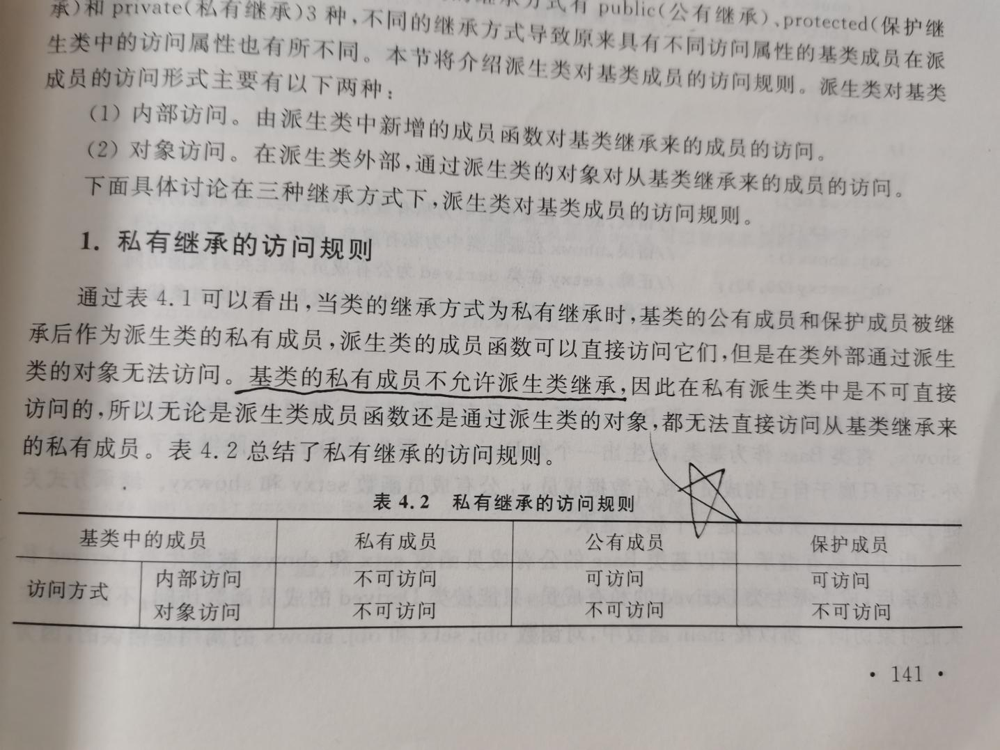 承)和 private(私有继承)3 种,不同的继承方式导致原来具有不同访问属性的基类成员在派
继承方式有 public(公有继承)、protected(保护继
生类中的访问属性也有所不同。本节将介绍派生类对基类成员的访问规则。派生类对基类
成员的访问形式主要有以下两种:
(1) 内部访问。由派生类中新增的成员函数对基类继承来的成员的访问。
(2) 对象访问。在派生类外部,通过派生类的对象对从基类继承来的成员的访问。
下面具体讨论在三种继承方式下,派生类对基类成员的访问规则。
1. 私有继承的访问规则
通过表 4.1 可以看出,当类的继承方式为私有继承时,基类的公有成员和保护成员被继
承后作为派生类的私有成员,派生类的成员函数可以直接访问它们,但是在类外部通过派生
类的对象无法访问。基类的私有成员不允许派生类继承,因此在私有派生类中是不可直接
访问的,所以无论是派生类成员函数还是通过派生类的对象,都无法直接访问从基类继承来
的私有成员。表 4.2 总结了私有继承的访问规则。
表 4.2 私有继承的访问规则
基类中的成员 私有成员 公有成员 保护成员
访问方式 内部访问 不可访问 可访问 可访问
对象访问 不可访问 不可访问 不可访问
· 141 ·